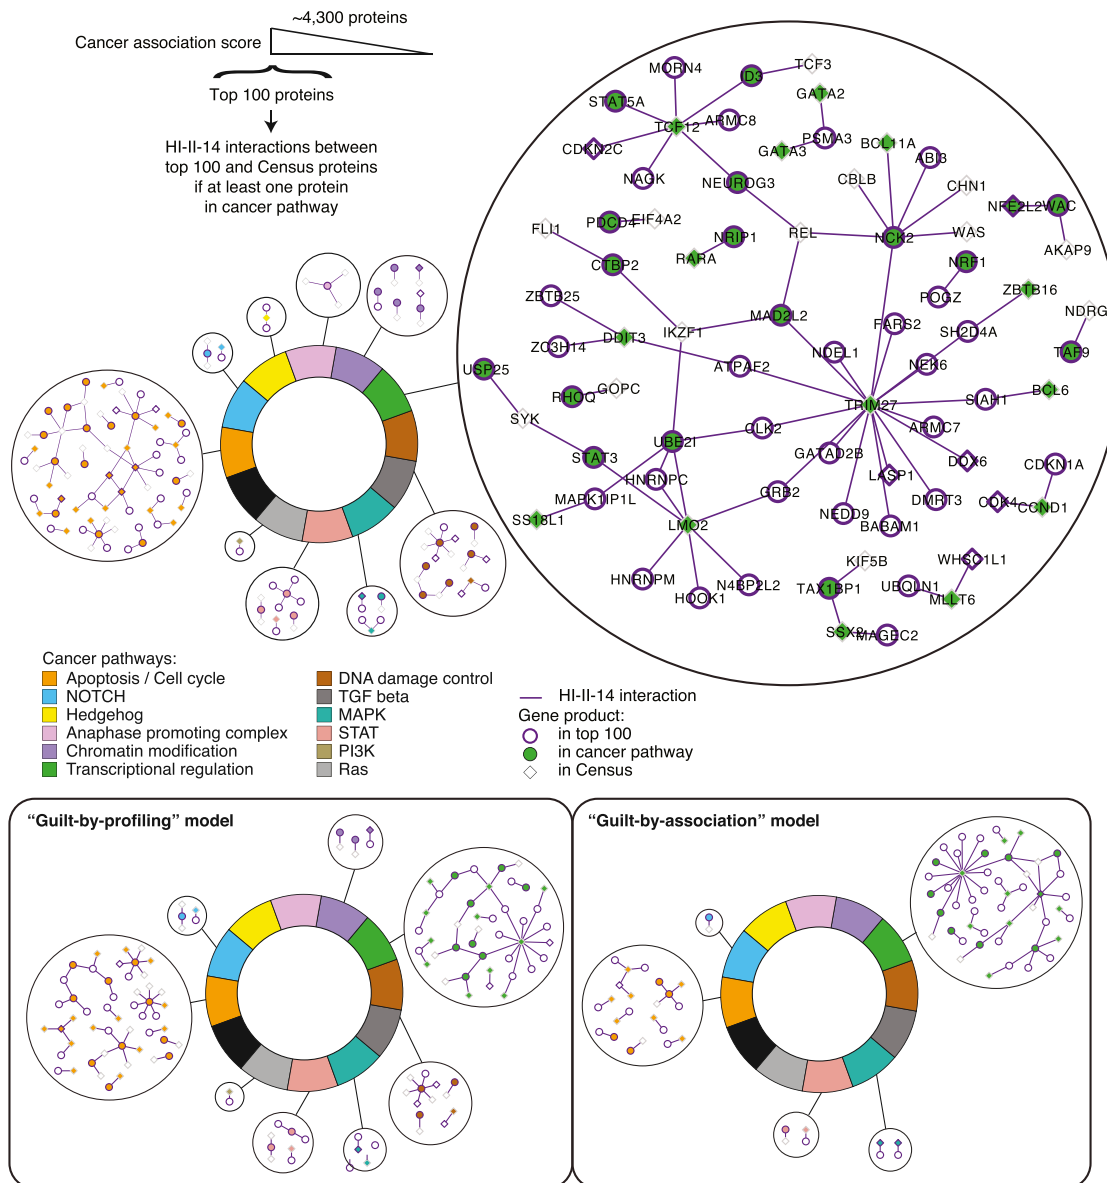 ~4,300 proteins
Cancer association score
Top 100 proteins
HI-II-14 interactions between
top 100 and Census proteins
if at least one protein
in cancer pathway
MORN4
ID3
TCF3
STAT5A
GATA2
TCF12
ARMC8
PSMA3
CDKN2C
GATA3
BCL11A
ABI3
NAGK
NEUROG3
CBLB
CHN1
NFE2L2
WAC
PDCD4
EIF4A2
FLI1
NRIP1
REL
NCK2
WAS
AKAP9
RARA
CTBP2
NRF1
ZBTB25
POGZ
ZBTB16
MAD2L2
FARS2
NDRG
IKZF1
SH2D4A
DDIT3
ZC3H14
NDEL1
TAF9
USP25
ATPAF2
NEK6
RHOQ
GOPC
TRIM27
SIAH1
BCL6
SYK
CLK2
ARMC7
UBE2I
STAT3
GATAD2B
DDX6
CDKN1A
HNRNPC
LASP1
MAPK1IP1L
GRB2
DMRT3
CDK4
CCND1
SS18L1
LMO2
NEDD9
BABAM1
KIF5B
WHSC1L1
HNRNPM
N4BP2L2
TAX1BP1
UBQLN1
HOOK1
MLLT6
SSX2
MAGEC2
Cancer pathways:
Apoptosis / Cell cycle
NOTCH
Hedgehog
Anaphase promoting complex
Chromatin modification
Transcriptional regulation
DNA damage control
TGF beta
MAPK
STAT
PI3K
Ras
HI-II-14 interaction
Gene product:
in top 100
in cancer pathway
in Census
“Guilt-by-profiling” model
“Guilt-by-association” model